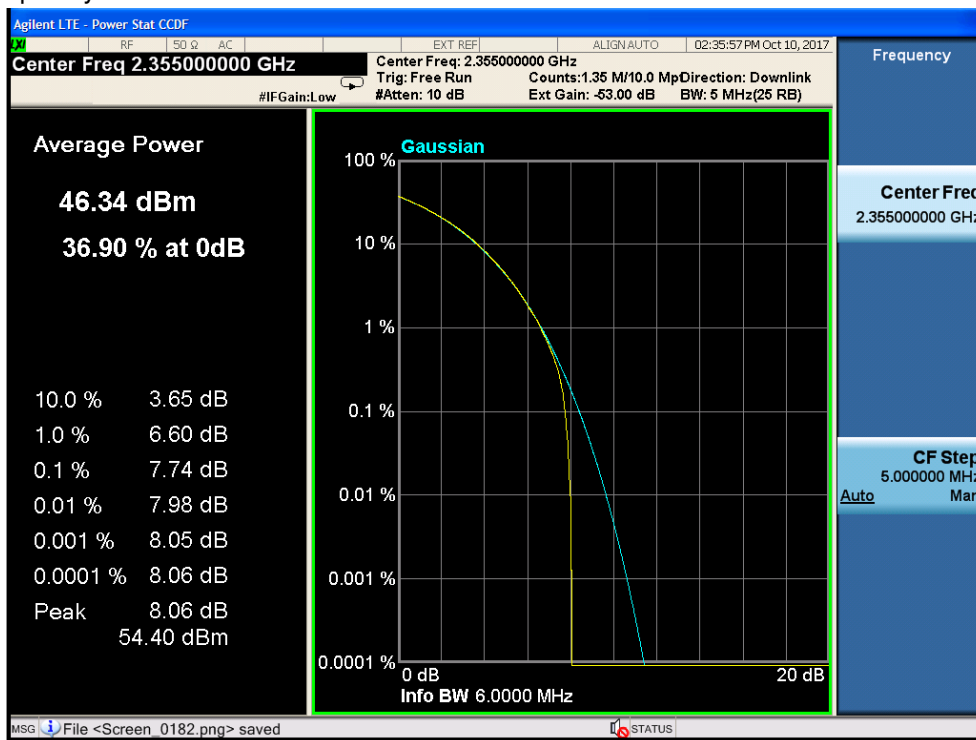 Agilent LTE - Power Stat CCDF
LXI RF 50 Ω AC EXT REF ALIGN AUTO 02:35:57 PM Oct 10, 2017
Center Freq 2.355000000 GHz
#IFGain:Low
Center Freq: 2.355000000 GHz
Trig: Free Run Counts:1.35 M/10.0 Mpt Direction: Downlink
#Atten: 10 dB Ext Gain: -53.00 dB BW: 5 MHz(25 RB)
Frequency
Average Power
46.34 dBm
36.90 % at 0dB
10.0 % 3.65 dB
1.0 % 6.60 dB
0.1 % 7.74 dB
0.01 % 7.98 dB
0.001 % 8.05 dB
0.0001 % 8.06 dB
Peak 8.06 dB
54.40 dBm
Gaussian
100 %
10 %
1 %
0.1 %
0.01 %
0.001 %
0.0001 %
0 dB 20 dB
Info BW 6.0000 MHz
Center Freq
2.355000000 GHz
CF Step
5.000000 MHz
Auto Man
MSG File <Screen_0182.png> saved STATUS